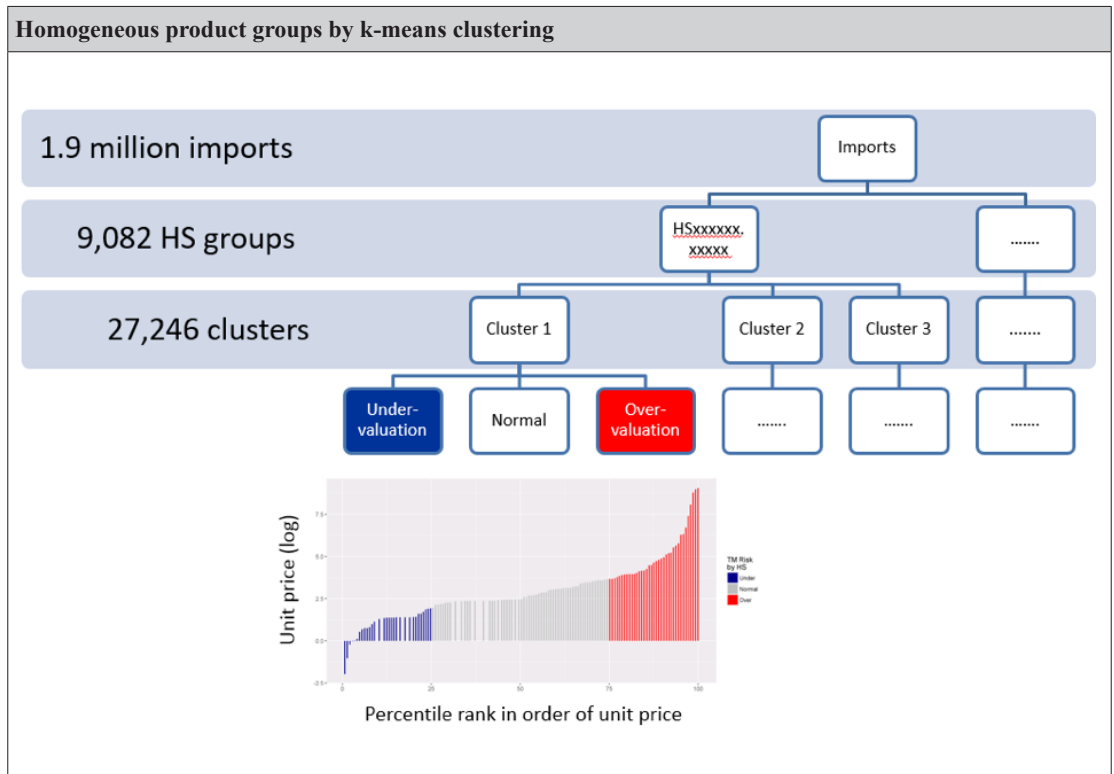 Homogeneous product groups by k-means clustering
1.9 million imports
Imports
9,082 HS groups
HSxxxxxx.
xxxxx
.......
27,246 clusters
Cluster 1
Cluster 2
Cluster 3
.......
Under-
valuation
Normal
Over-
valuation
.......
.......
.......
Unit price (log)
7.5
5.0
2.5
0.0
-2.5
0
25
50
75
100
Percentile rank in order of unit price
TM Risk
by HS
Under
Normal
Over